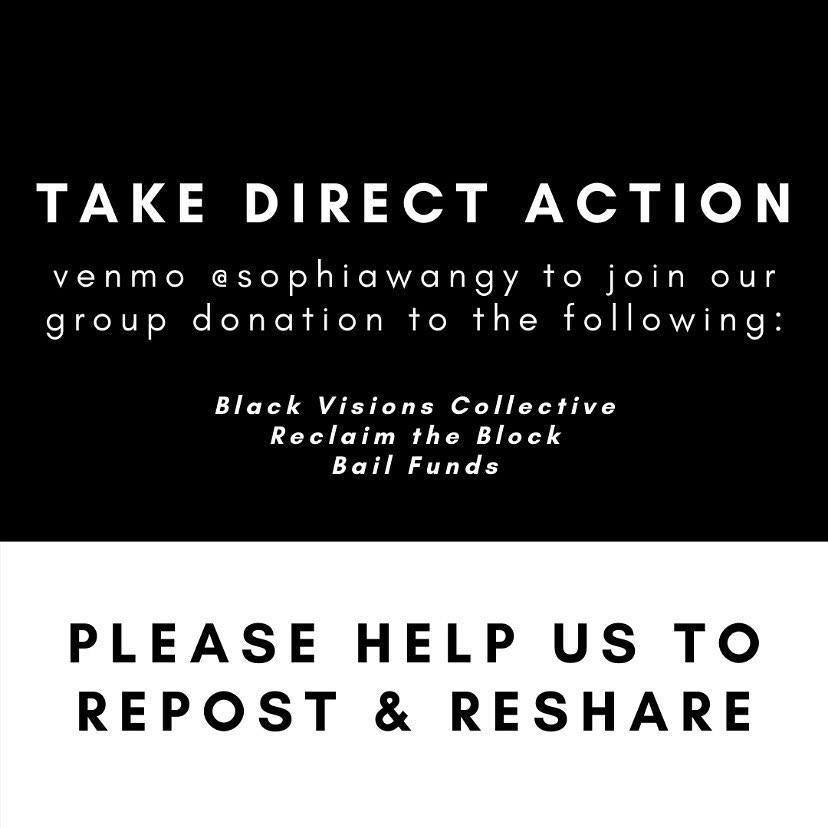 TAKE DIRECT ACTION
venmo @sophiawangy to join our
group donation to the following:
Black Visions Collective
Reclaim the Block
Bail Funds
PLEASE HELP US TO
REPOST & RESHARE